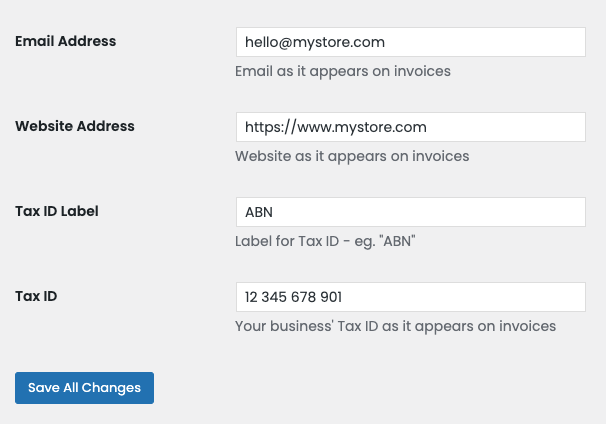 Email Address
hello@mystore.com
Email as it appears on invoices
Website Address
https://www.mystore.com
Website as it appears on invoices
Tax ID Label
ABN
Label for Tax ID - eg. "ABN"
Tax ID
12 345 678 901
Your business' Tax ID as it appears on invoices
Save All Changes